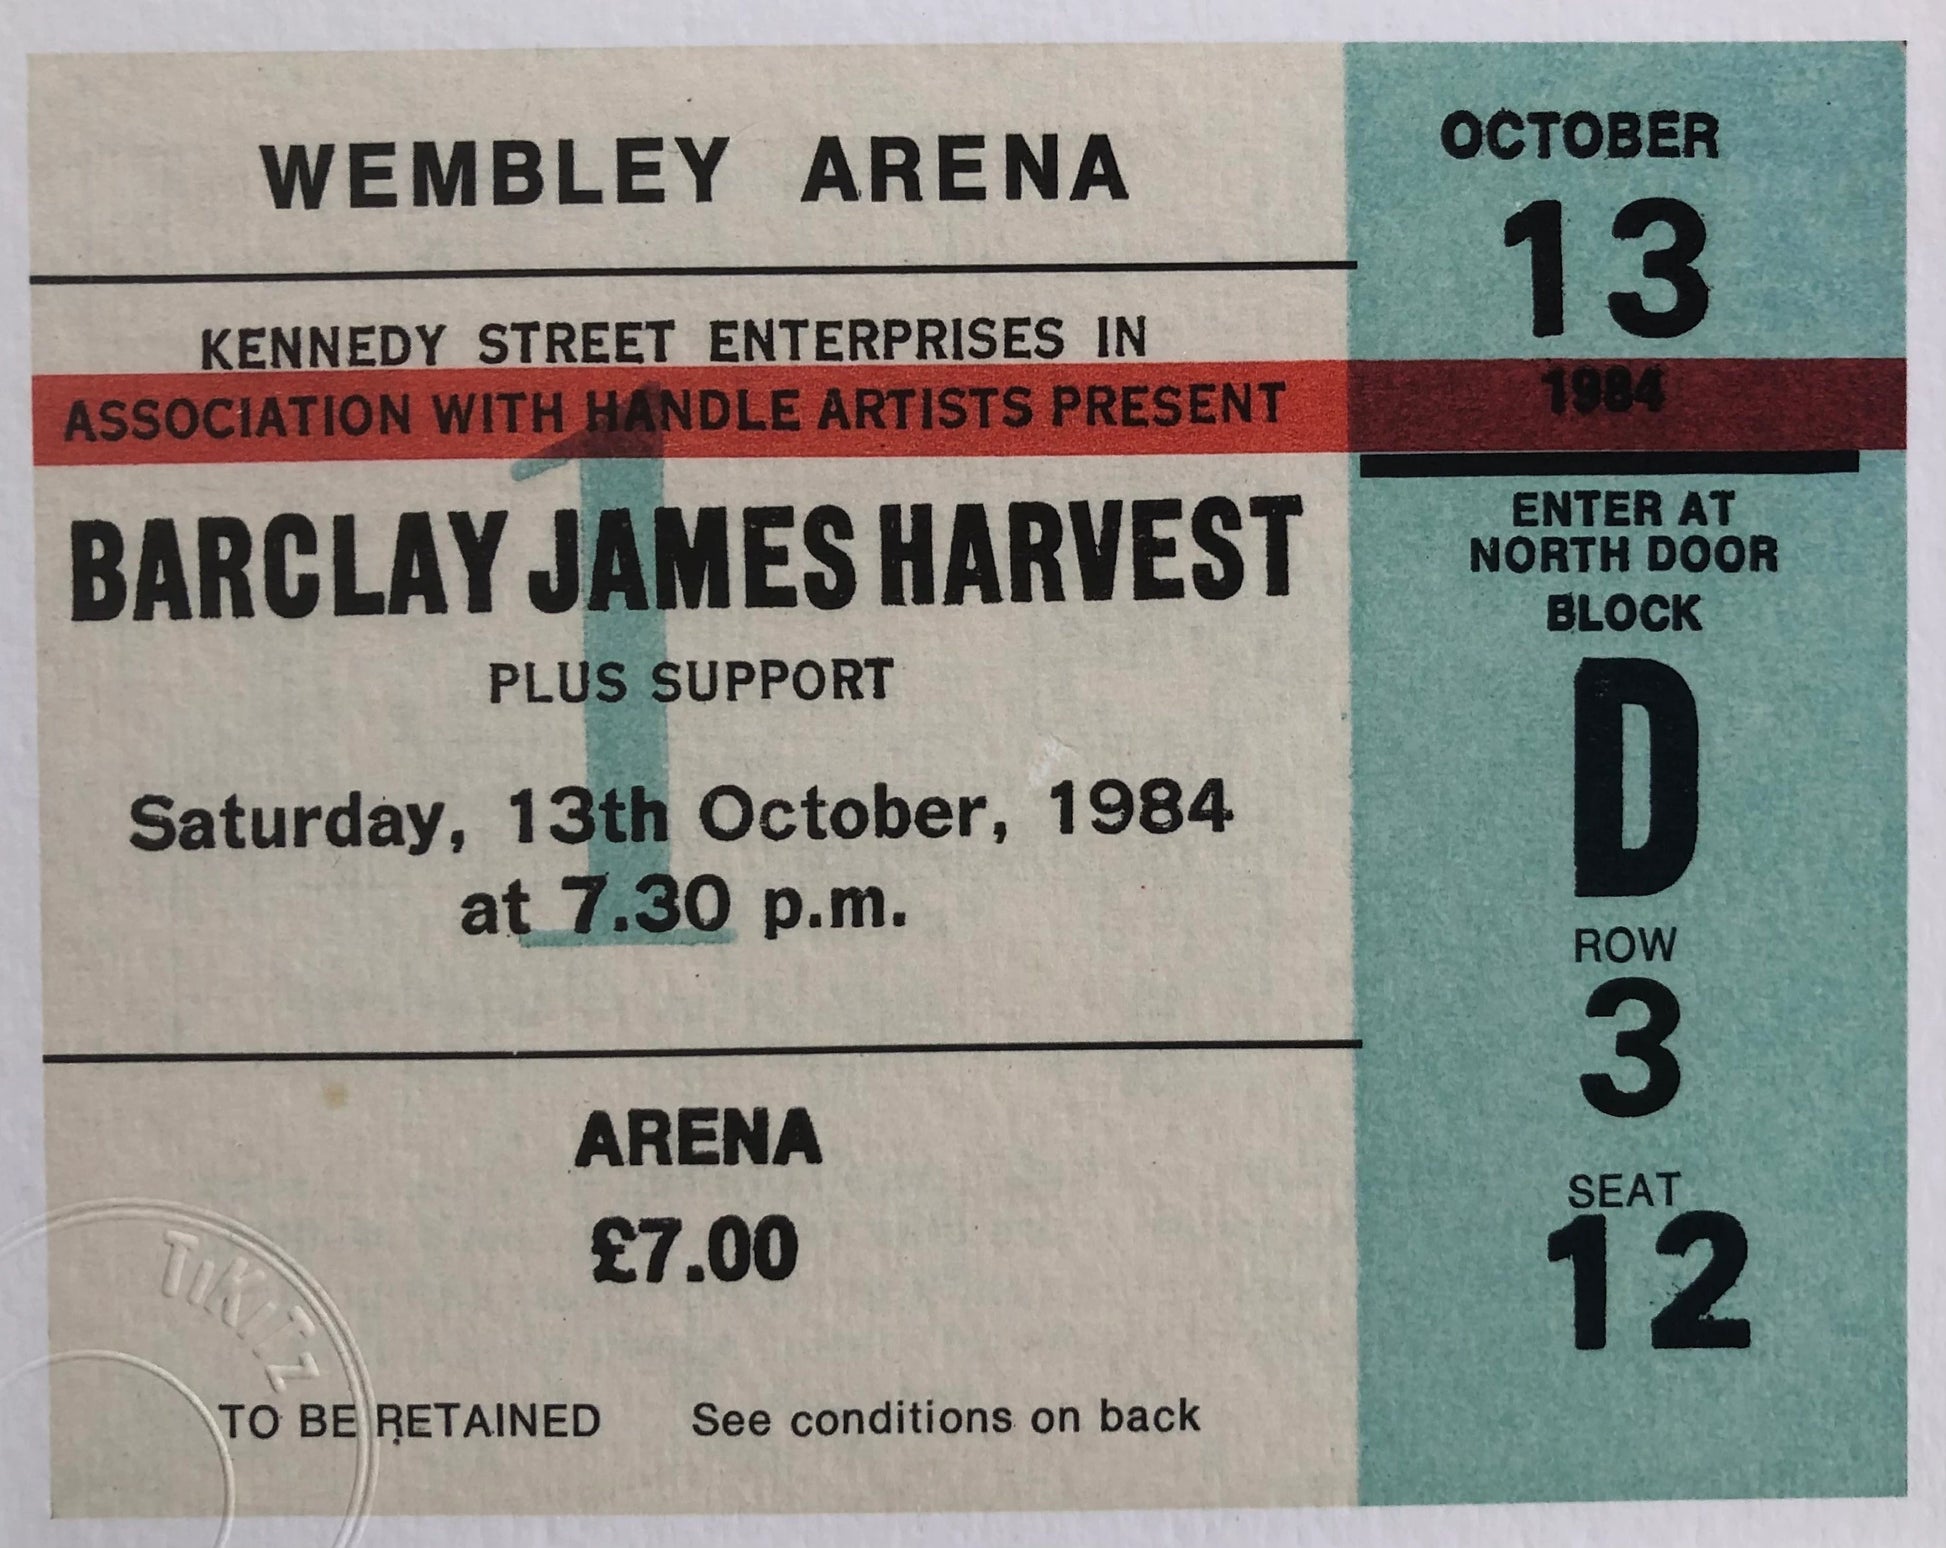 WEMBLEY ARENA
KENNEDY STREET ENTERPRISES IN
ASSOCIATION WITH HANDLE ARTISTS PRESENT
1
BARCLAY JAMES HARVEST
PLUS SUPPORT
Saturday, 13th October, 1984
at 7.30 p.m.
ARENA
£7.00
TO BE RETAINED See conditions on back
TiKiTZ
OCTOBER
13
1984
ENTER AT
NORTH DOOR
BLOCK
D
ROW
3
SEAT
12